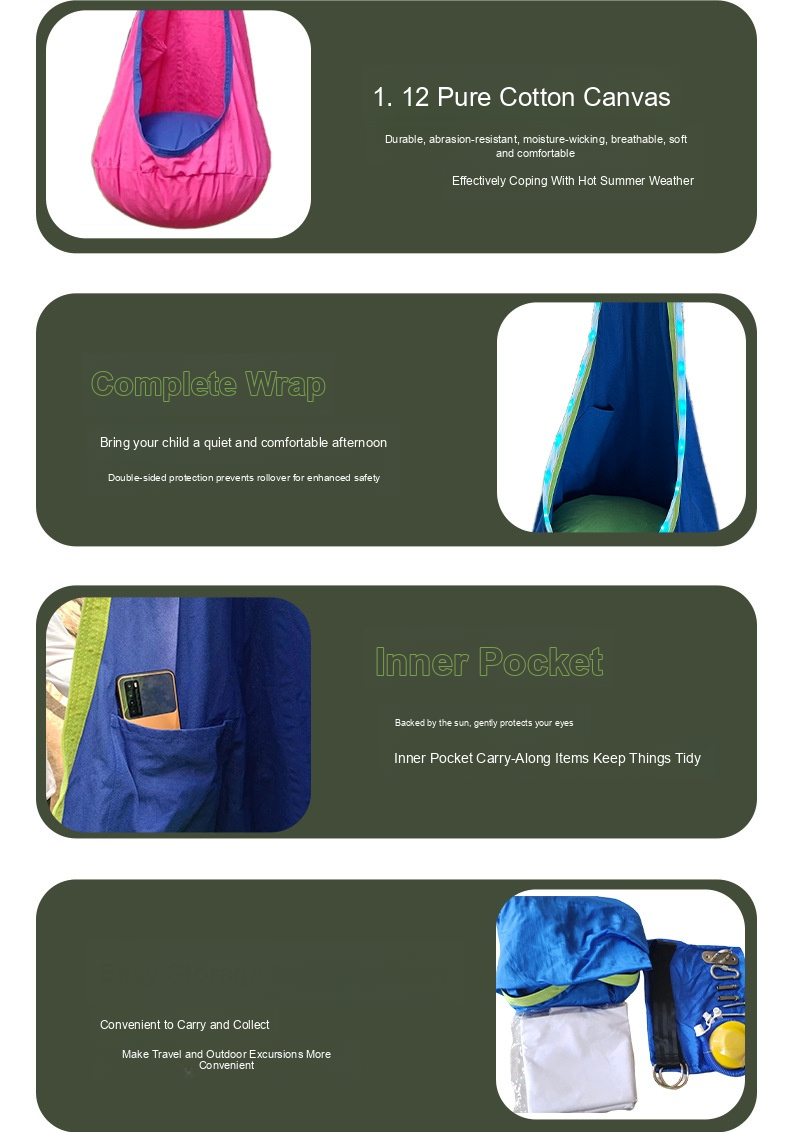 1. 12 Pure Cotton Canvas
Durable, abrasion-resistant, moisture-wicking, breathable, soft
and comfortable
Effectively Coping With Hot Summer Weather
Complete Wrap
Bring your child a quiet and comfortable afternoon
Double-sided protection prevents rollover for enhanced safety
Inner Pocket
Backed by the sun, gently protects your eyes
Inner Pocket Carry-Along Items Keep Things Tidy
Convenient to Carry and Collect
Make Travel and Outdoor Excursions More
Convenient